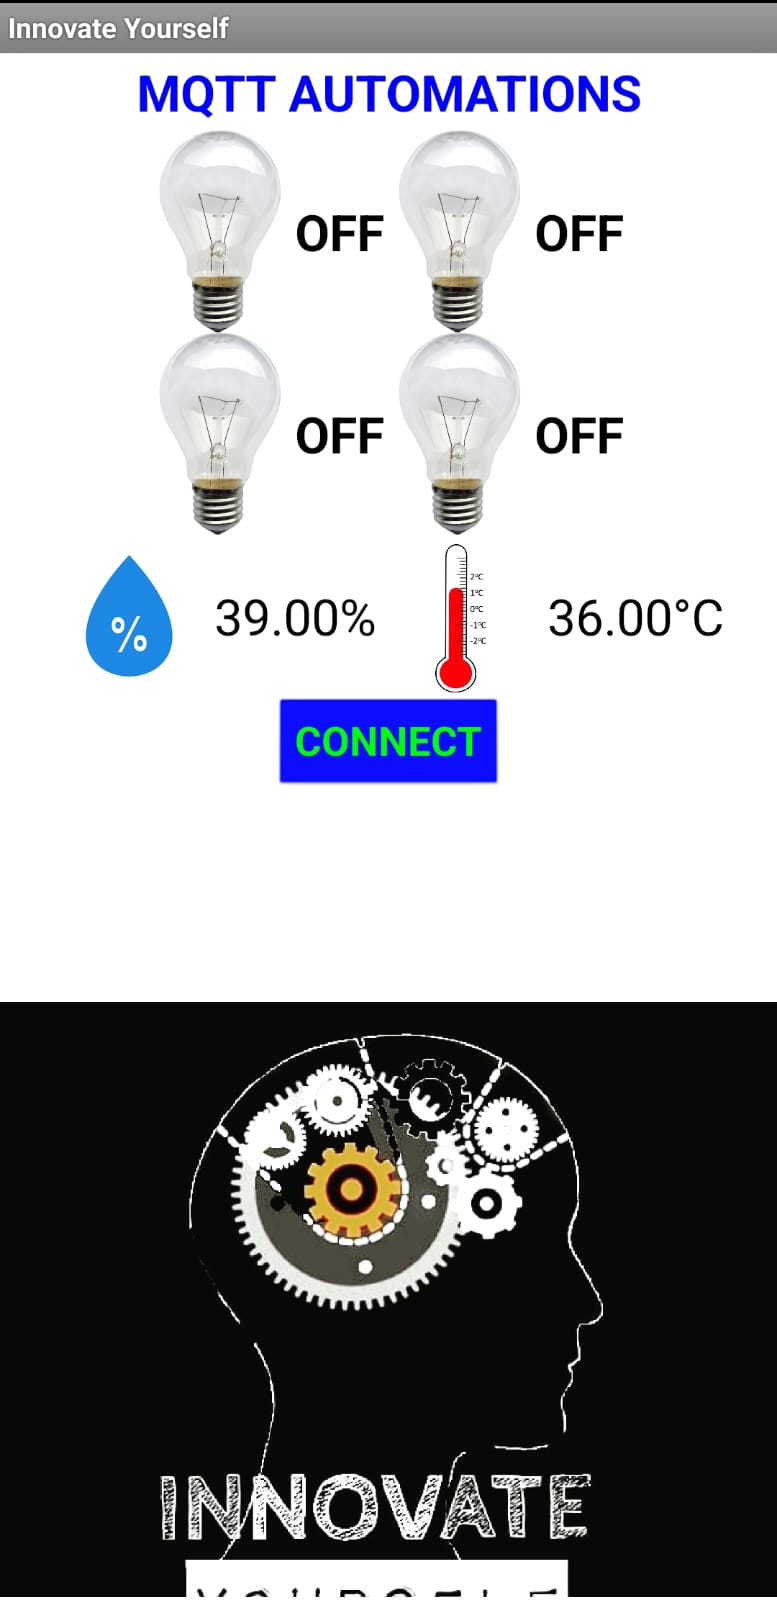 Innovate Yourself
MQTT AUTOMATIONS
OFF OFF
OFF OFF
2°C
1°C
0°C
-1°C
-2°C
% 39.00% 36.00°C
CONNECT
INNOVATE